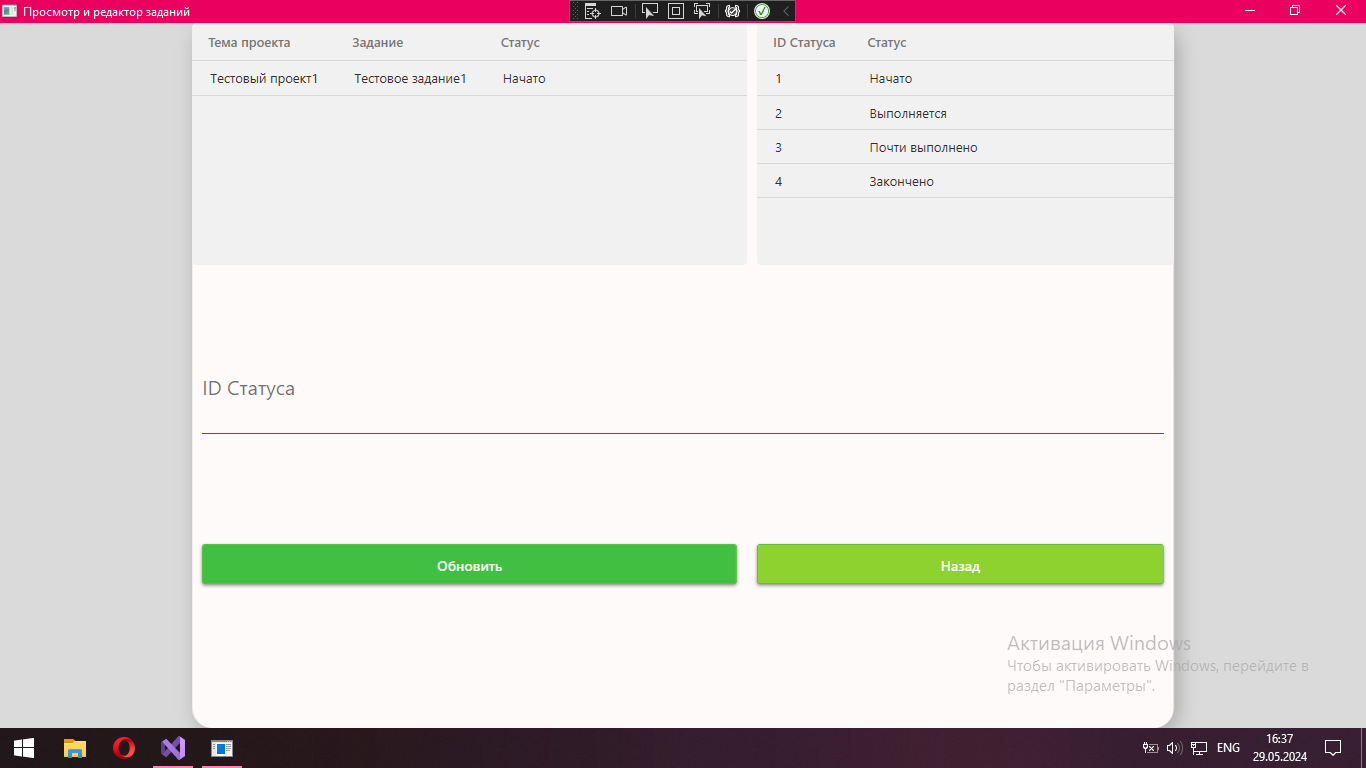 Просмотр и редактор заданий
Тема проекта Задание Статус
Тестовый проект1 Тестовое задание1 Начато
ID Статуса Статус
1 Начато
2 Выполняется
3 Почти выполнено
4 Закончено
ID Статуса
Обновить Назад
Активация Windows
Чтобы активировать Windows, перейдите в
раздел "Параметры".
ENG
16:37
29.05.2024